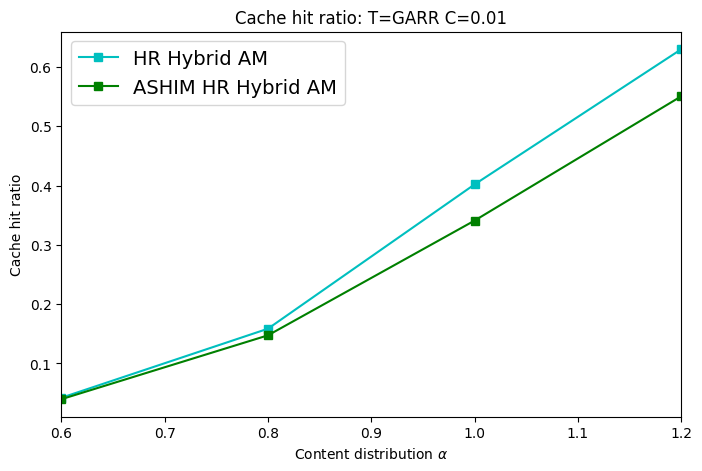 Cache hit ratio: T=GARR C=0.01
HR Hybrid AM
ASHIM HR Hybrid AM
Cache hit ratio
0.6
0.5
0.4
0.3
0.2
0.1
0.6 0.7 0.8 0.9 1.0 1.1 1.2
Content distribution α